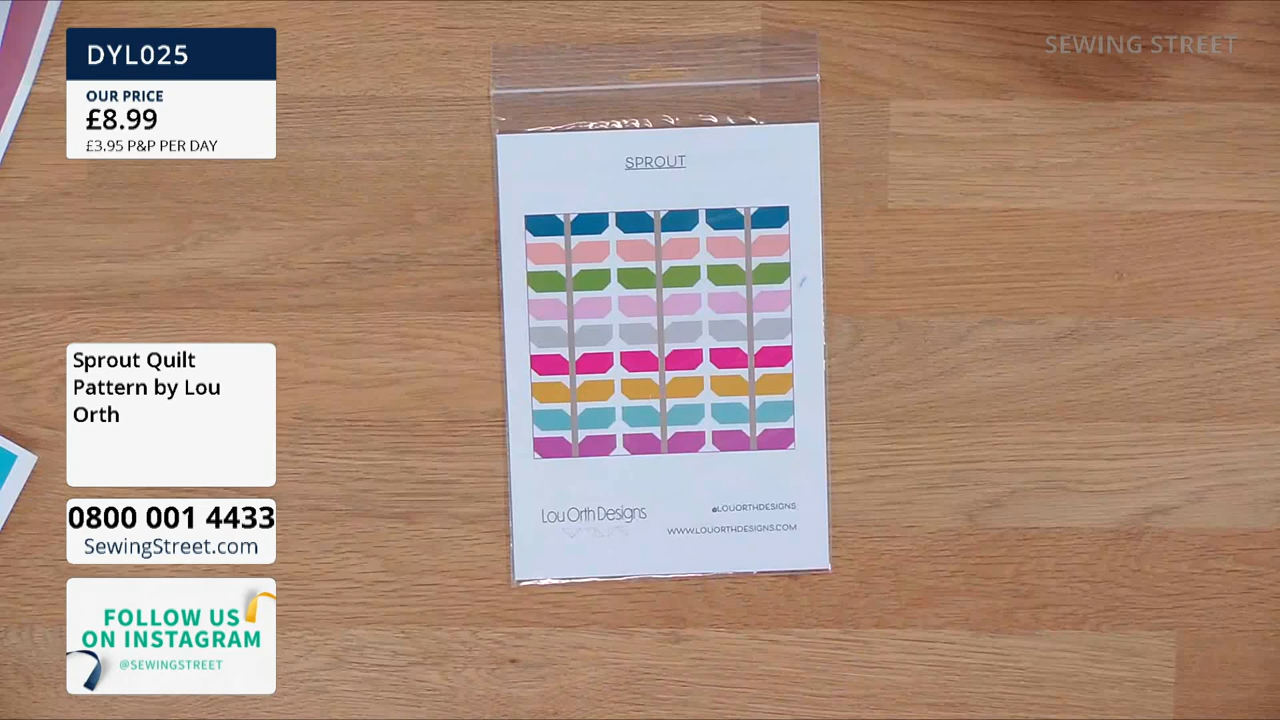 DYL025
OUR PRICE
£8.99
£3.95 P&P PER DAY
SEWING STREET
SPROUT
Sprout Quilt
Pattern by Lou
Orth
Lou Orth Designs
@LOUORTHDESIGNS
WWW.LOUORTHDESIGNS.COM
0800 001 4433
SewingStreet.com
FOLLOW US
ON INSTAGRAM
@SEWINGSTREET